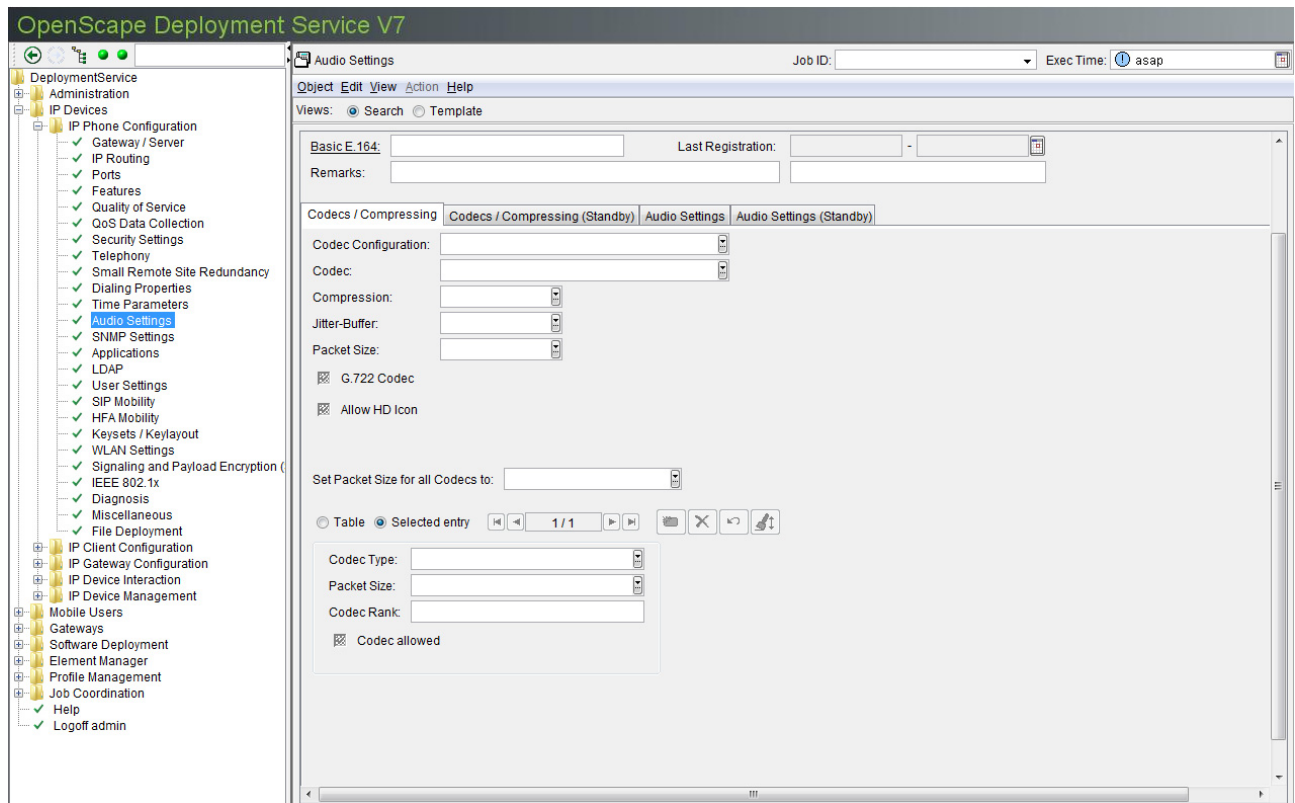 OpenScape Deployment Service V7
DeploymentService
Administration
IP Devices
IP Phone Configuration
Gateway / Server
IP Routing
Ports
Features
Quality of Service
QoS Data Collection
Security Settings
Telephony
Small Remote Site Redundancy
Dialing Properties
Time Parameters
Audio Settings
SNMP Settings
Applications
LDAP
User Settings
SIP Mobility
HFA Mobility
Keysets / Keylayout
WLAN Settings
Signaling and Payload Encryption (
IEEE 802.1x
Diagnosis
Miscellaneous
File Deployment
IP Client Configuration
IP Gateway Configuration
IP Device Interaction
IP Device Management
Mobile Users
Gateways
Software Deployment
Element Manager
Profile Management
Job Coordination
Help
Logoff admin
Audio Settings Job ID: Exec Time: asap
Object Edit View Action Help
Views: Search Template
Basic E.164: Last Registration: -
Remarks:
Codecs / Compressing Codecs / Compressing (Standby) Audio Settings Audio Settings (Standby)
Codec Configuration:
Codec:
Compression:
Jitter-Buffer:
Packet Size:
G.722 Codec
Allow HD Icon
Set Packet Size for all Codecs to:
Table Selected entry 1 / 1
Codec Type:
Packet Size:
Codec Rank:
Codec allowed